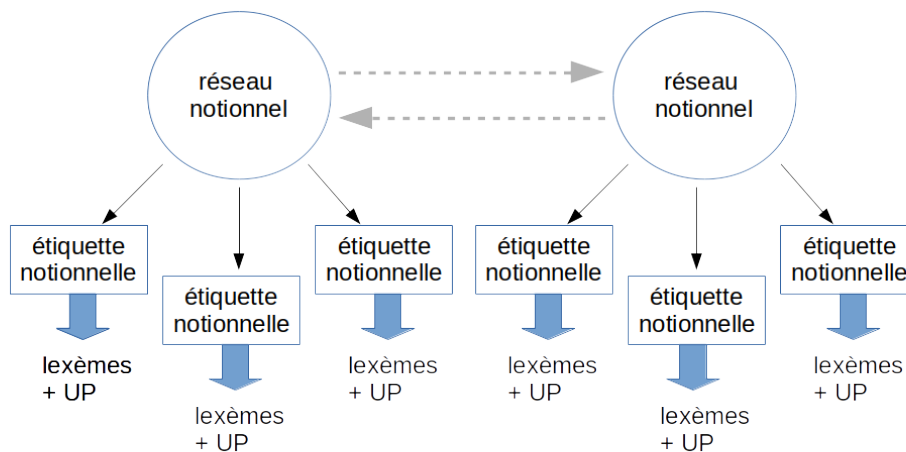 réseau
notionnel
réseau
notionnel
étiquette
notionnelle
étiquette
notionnelle
étiquette
notionnelle
étiquette
notionnelle
étiquette
notionnelle
étiquette
notionnelle
lexèmes
+ UP
lexèmes
+ UP
lexèmes
+ UP
lexèmes
+ UP
lexèmes
+ UP
lexèmes
+ UP